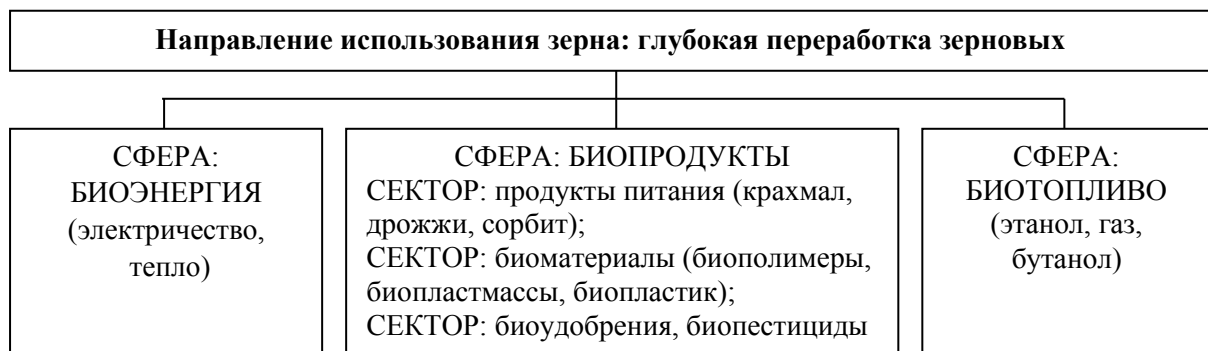 Направление использования зерна: глубокая переработка зерновых
СФЕРА:
БИОЭНЕРГИЯ
(электричество,
тепло)
СФЕРА: БИОПРОДУКТЫ
СЕКТОР: продукты питания (крахмал,
дрожжи, сорбит);
СЕКТОР: биоматериалы (биополимеры,
биопластмассы, биопластик);
СЕКТОР: биоудобрения, биопестициды
СФЕРА:
БИОТОПЛИВО
(этанол, газ,
бутанол)